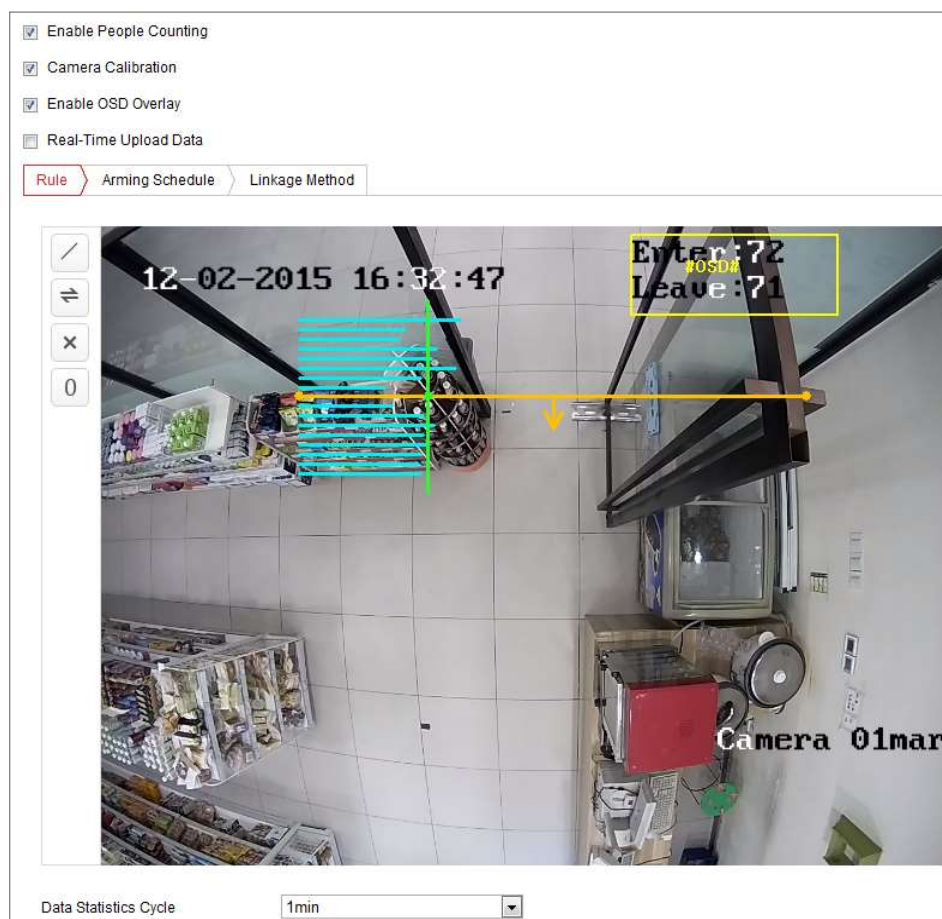 Enable People Counting
Camera Calibration
Enable OSD Overlay
Real-Time Upload Data
Rule Arming Schedule Linkage Method
12-02-2015 16:32:47
Enter:72
#OSD#
Leave:71
0
Camera 01mar
Data Statistics Cycle 1min